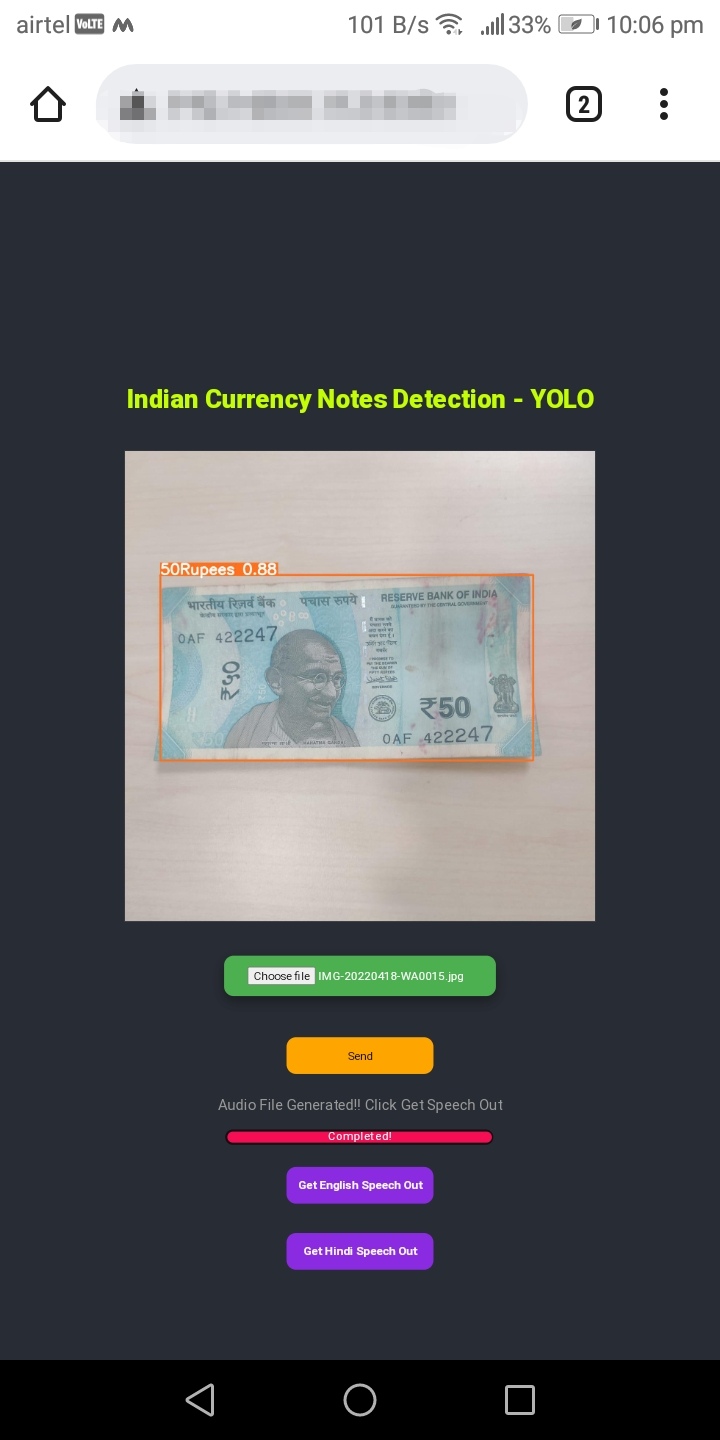 airtel VoLTE 101 B/s 33% 10:06 pm
2
Indian Currency Notes Detection - YOLO
50Rupees 0.88
भारतीय रिज़र्व बैंक पचास रुपये RESERVE BANK OF INDIA
GUARANTEED BY THE CENTRAL GOVERNMENT
0AF 422247
₹५०
₹50
0AF 422247
Choose file IMG-20220418-WA0015.jpg
Send
Audio File Generated!! Click Get Speech Out
Completed!
Get English Speech Out
Get Hindi Speech Out